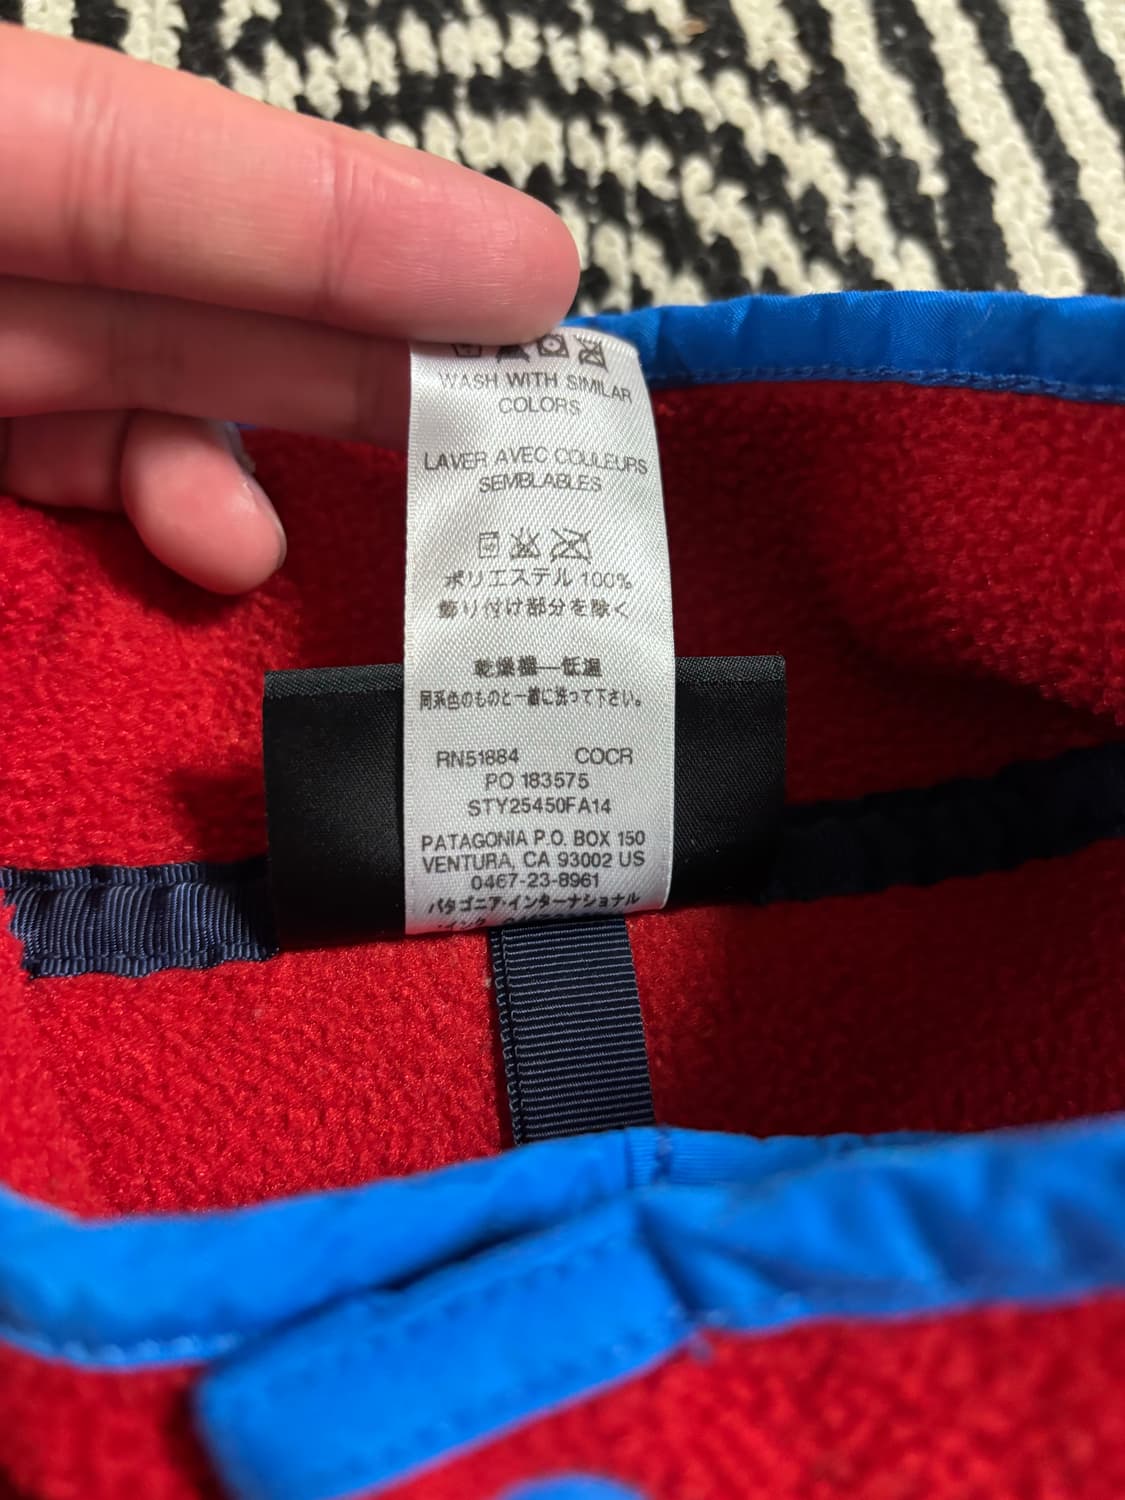 WASH WITH SIMILAR
COLORS
LAVER AVEC COULEURS
SEMBLABLES
ポリエステル 100%
飾り付け部分を除く
乾燥機—低温
同系色のものと一緒に洗って下さい。
RN51884 COCR
PO 183575
STY25450FA14
PATAGONIA P.O. BOX 150
VENTURA, CA 93002 US
0467-23-8961
パタゴニア・インターナショナル